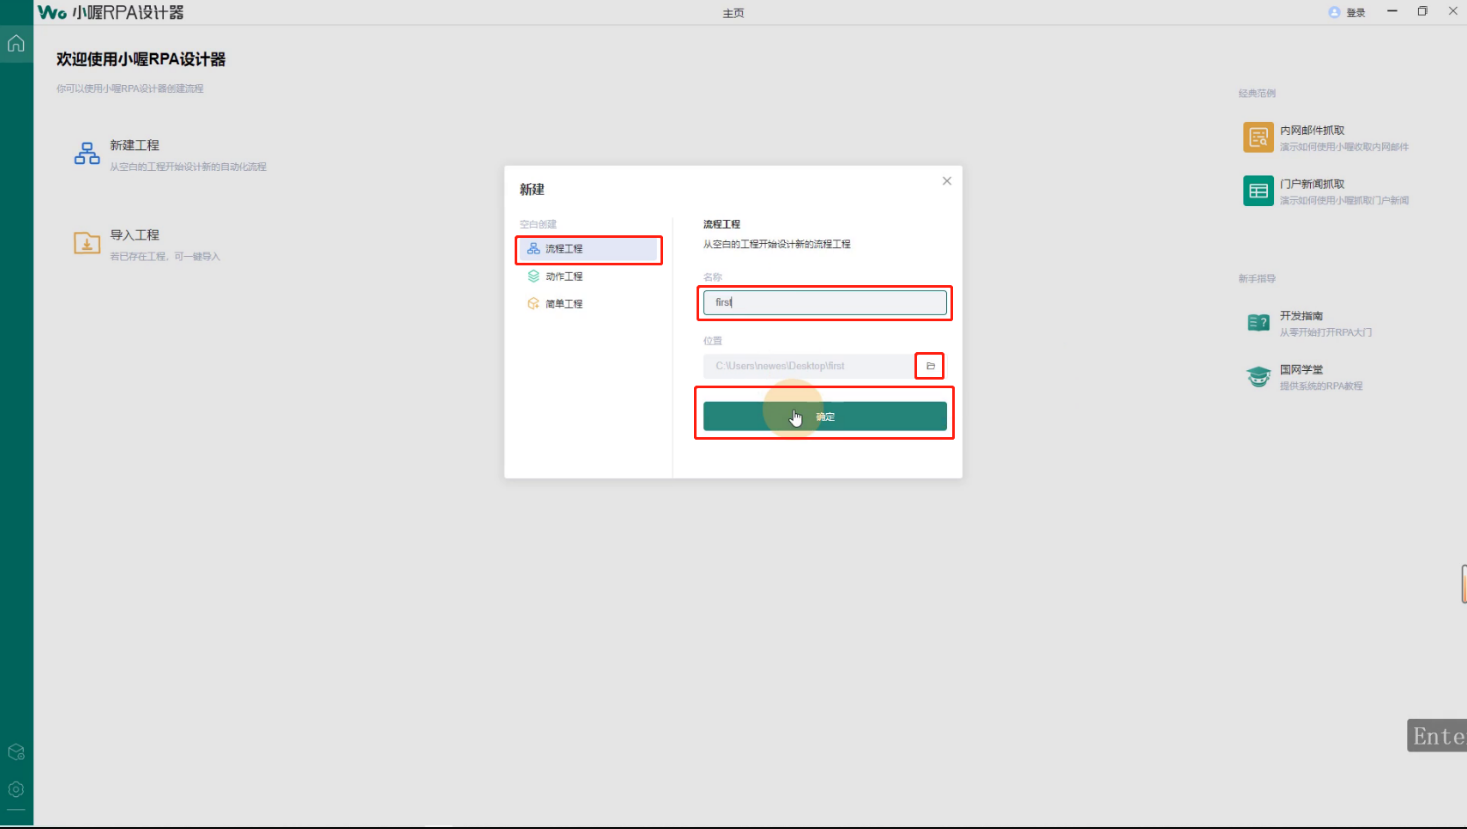 Wo 小喔RPA设计器
主页
登录
欢迎使用小喔RPA设计器
你可以使用小喔RPA设计器创建流程
新建工程
从空白的工程开始设计新的自动化流程
导入工程
若已存在工程，可一键导入
新建
空白创建
流程工程
动作工程
简单工程
流程工程
从空白的工程开始设计新的流程工程
名称
first
位置
C:\Users\newes\Desktop\first
确定
经典范例
内网邮件抓取
演示如何使用小喔收取内网邮件
门户新闻抓取
演示如何使用小喔抓取门户新闻
新手指导
开发指南
从零开始打开RPA大门
国网学堂
提供系统的RPA教程
Ente